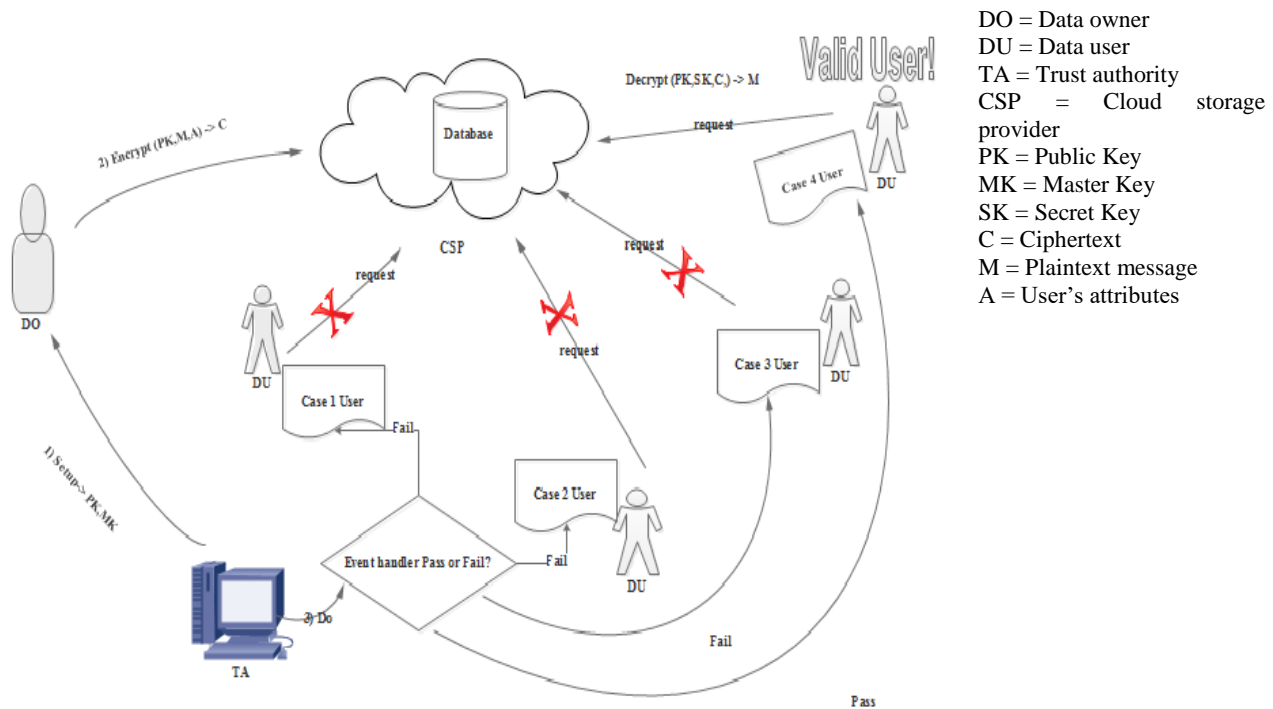 Valid User!
Decrypt (PK,SK,C,) -> M
request
Database
2) Encrypt (PK,M,A) -> C
Case 4 User
DU
CSP
request
request
DO
request
DU
Case 1 User
Case 3 User
DU
Fail
1) Setup-> PK,MK
Case 2 User
Event handler Pass or Fail?
Fail
DU
3) Do
TA
Fail
Pass
DO = Data owner
DU = Data user
TA = Trust authority
CSP = Cloud storage
provider
PK = Public Key
MK = Master Key
SK = Secret Key
C = Ciphertext
M = Plaintext message
A = User’s attributes